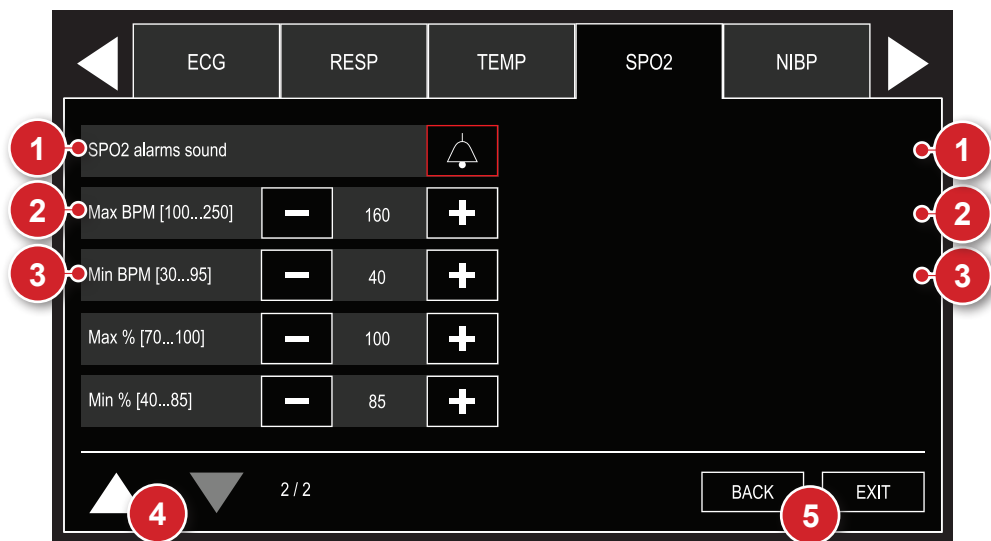 ECG RESP TEMP SPO2 NIBP
1 SPO2 alarms sound 1
2 Max BPM [100...250] 160 2
3 Min BPM [30...95] 40 3
Max % [70...100] 100
Min % [40...85] 85
4 2 / 2 BACK 5 EXIT